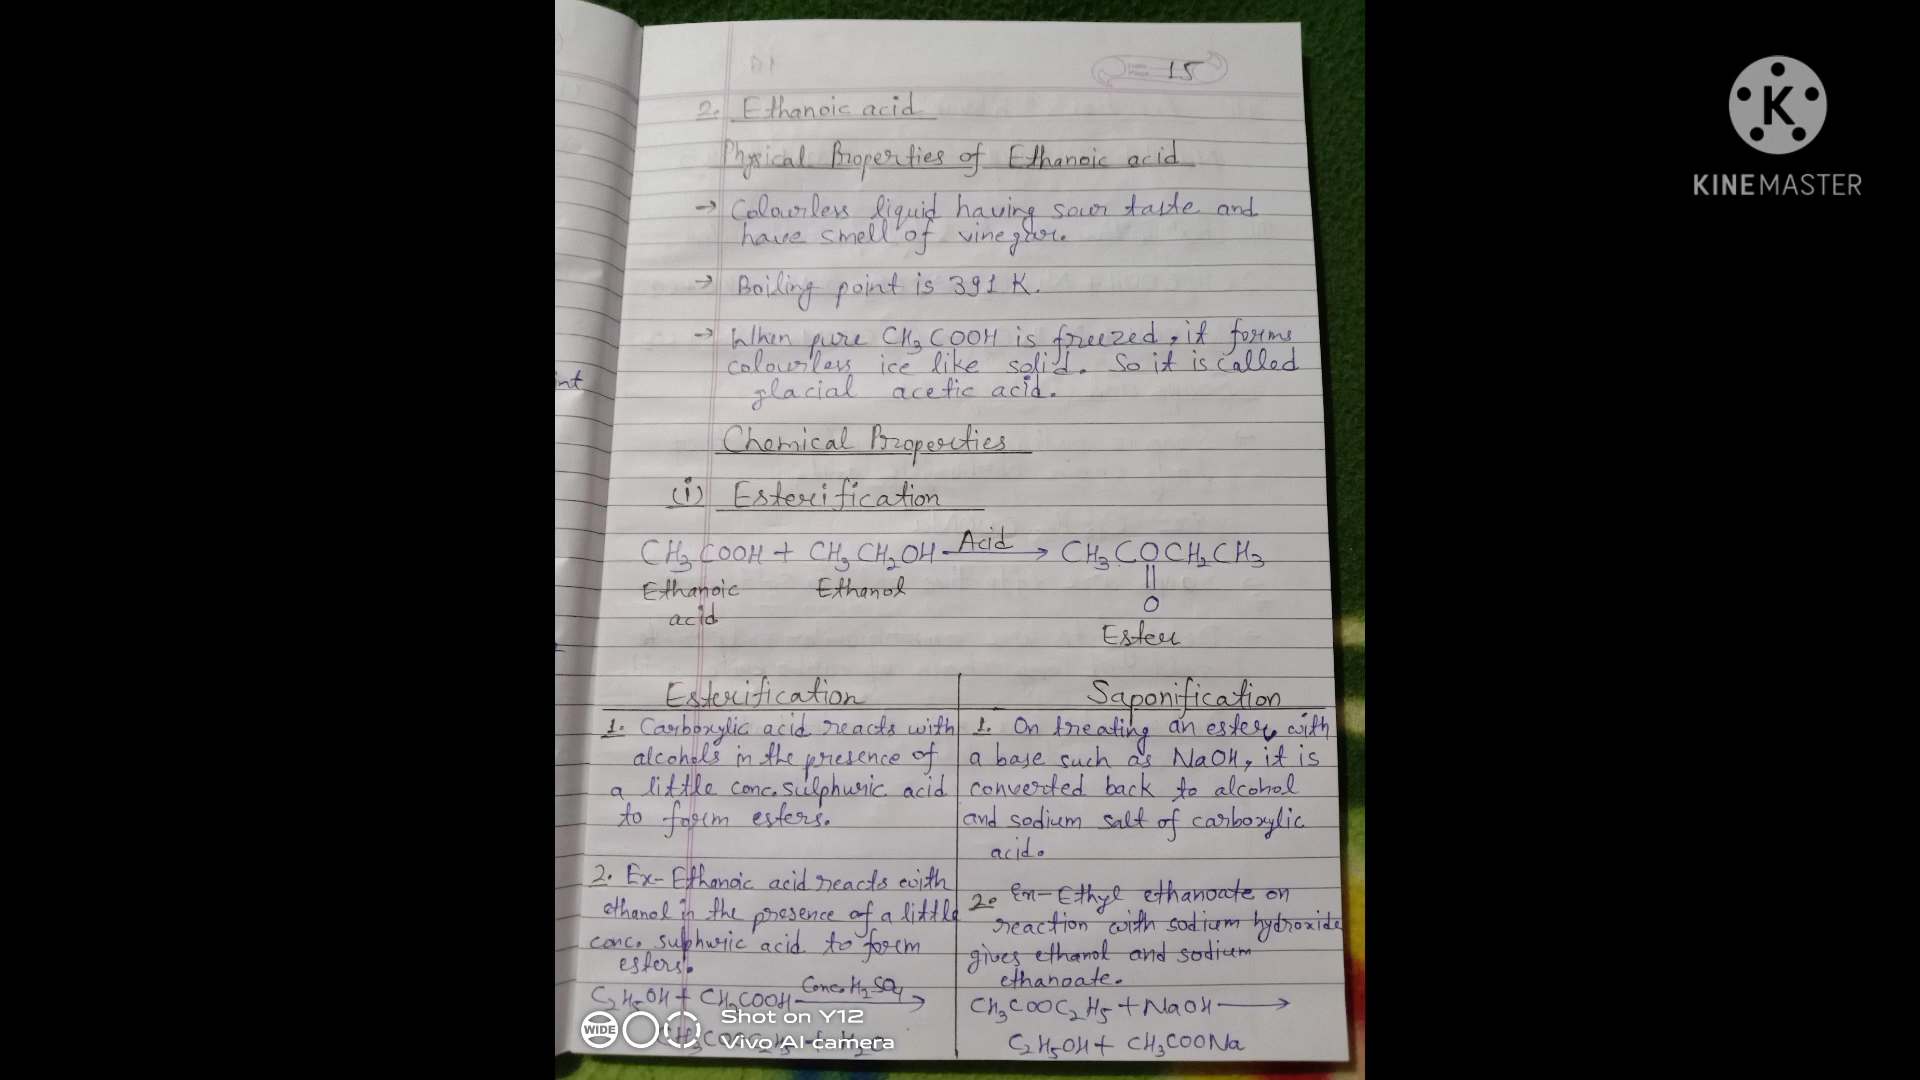 15
2. Ethanoic acid
Physical Properties of Ethanoic acid
→ Colourless liquid having sour taste and
have smell of vinegar.
→ Boiling point is 391 K.
→ When pure CH3COOH is freezed, it forms
colourless ice like solid. So it is called
glacial acetic acid.
Chemical Properties
(i) Esterification
CH3COOH + CH3CH2OH —Acid→ CH3COCH2CH3
||
O
Ethanoic acid
Ethanol
Ester
Esterification
1. Carboxylic acid reacts with
alcohols in the presence of
a little conc. sulphuric acid
to form esters.
2. Ex- Ethanoic acid reacts with
ethanol in the presence of a little
conc. sulphuric acid to form
esters.
C2H5OH + CH3COOH —Conc. H2SO4→
CH3COOC2H5 + H2O
Saponification
1. On treating an ester, with
a base such as NaOH, it is
converted back to alcohol
and sodium salt of carboxylic
acid.
2. Ex- Ethyl ethanoate on
reaction with sodium hydroxide
gives ethanol and sodium
ethanoate.
CH3COOC2H5 + NaOH →
C2H5OH + CH3COONa
int
WIDE
Shot on Y12
Vivo AI camera
K
KINEMASTER